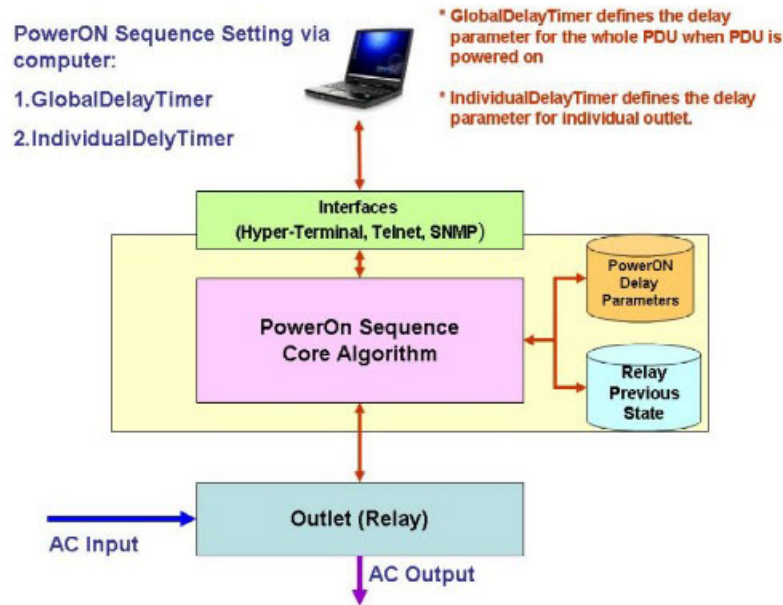 PowerON Sequence Setting via
computer:
1.GlobalDelayTimer
2.IndividualDelyTimer
* GlobalDelayTimer defines the delay
parameter for the whole PDU when PDU is
powered on
* IndividualDelayTimer defines the delay
parameter for individual outlet.
Interfaces
(Hyper-Terminal, Telnet, SNMP)
PowerOn Sequence
Core Algorithm
PowerON
Delay
Parameters
Relay
Previous
State
Outlet (Relay)
AC Input
AC Output